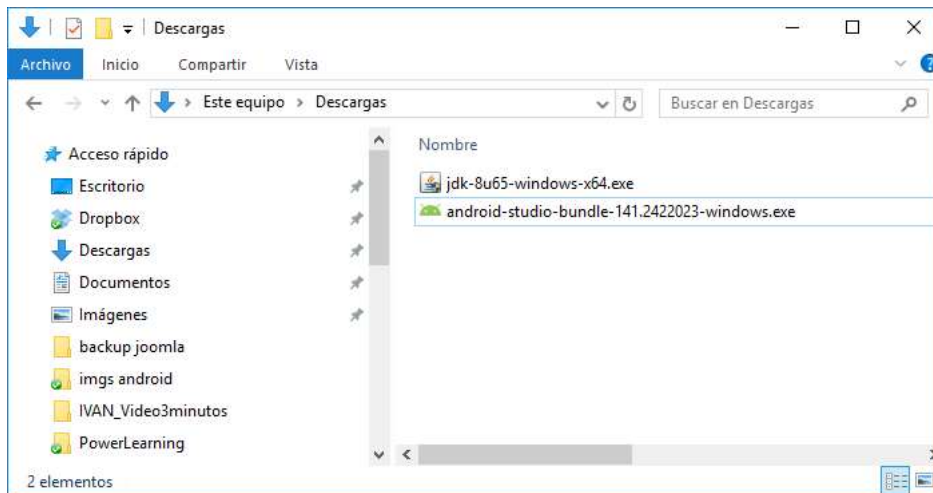 Descargas
Archivo Inicio Compartir Vista
Este equipo Descargas Buscar en Descargas
Acceso rápido
Escritorio
Dropbox
Descargas
Documentos
Imágenes
backup joomla
imgs android
IVAN_Video3minutos
PowerLearning
Nombre
jdk-8u65-windows-x64.exe
android-studio-bundle-141.2422023-windows.exe
2 elementos